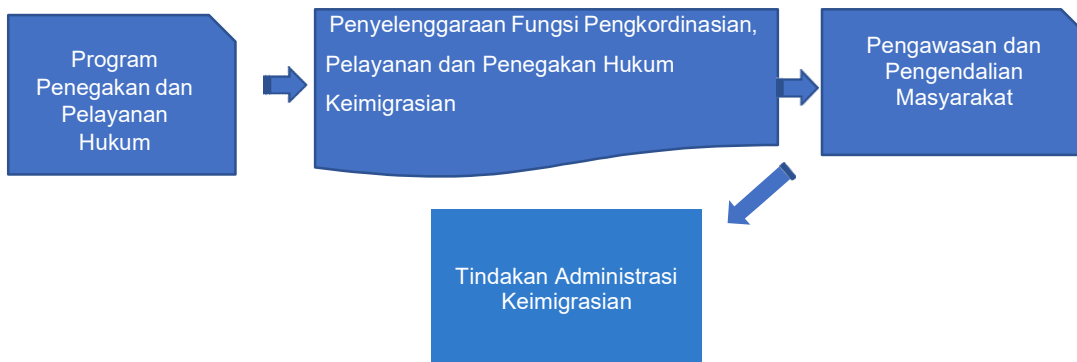 Program
Penegakan dan
Pelayanan
Hukum
Penyelenggaraan Fungsi Pengkordinasian,
Pelayanan dan Penegakan Hukum
Keimigrasian
Pengawasan dan
Pengendalian
Masyarakat
Tindakan Administrasi
Keimigrasian